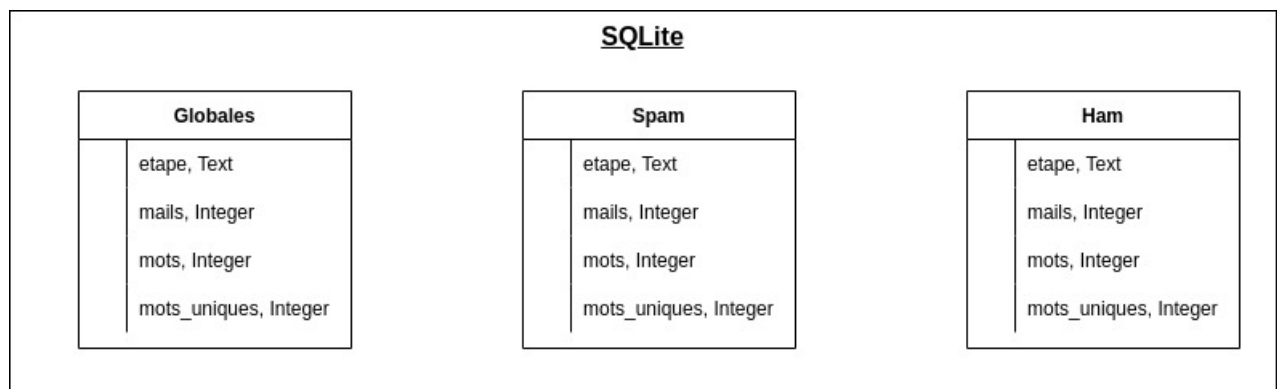 SQLite
Globales
etape, Text
mails, Integer
mots, Integer
mots_uniques, Integer
Spam
etape, Text
mails, Integer
mots, Integer
mots_uniques, Integer
Ham
etape, Text
mails, Integer
mots, Integer
mots_uniques, Integer